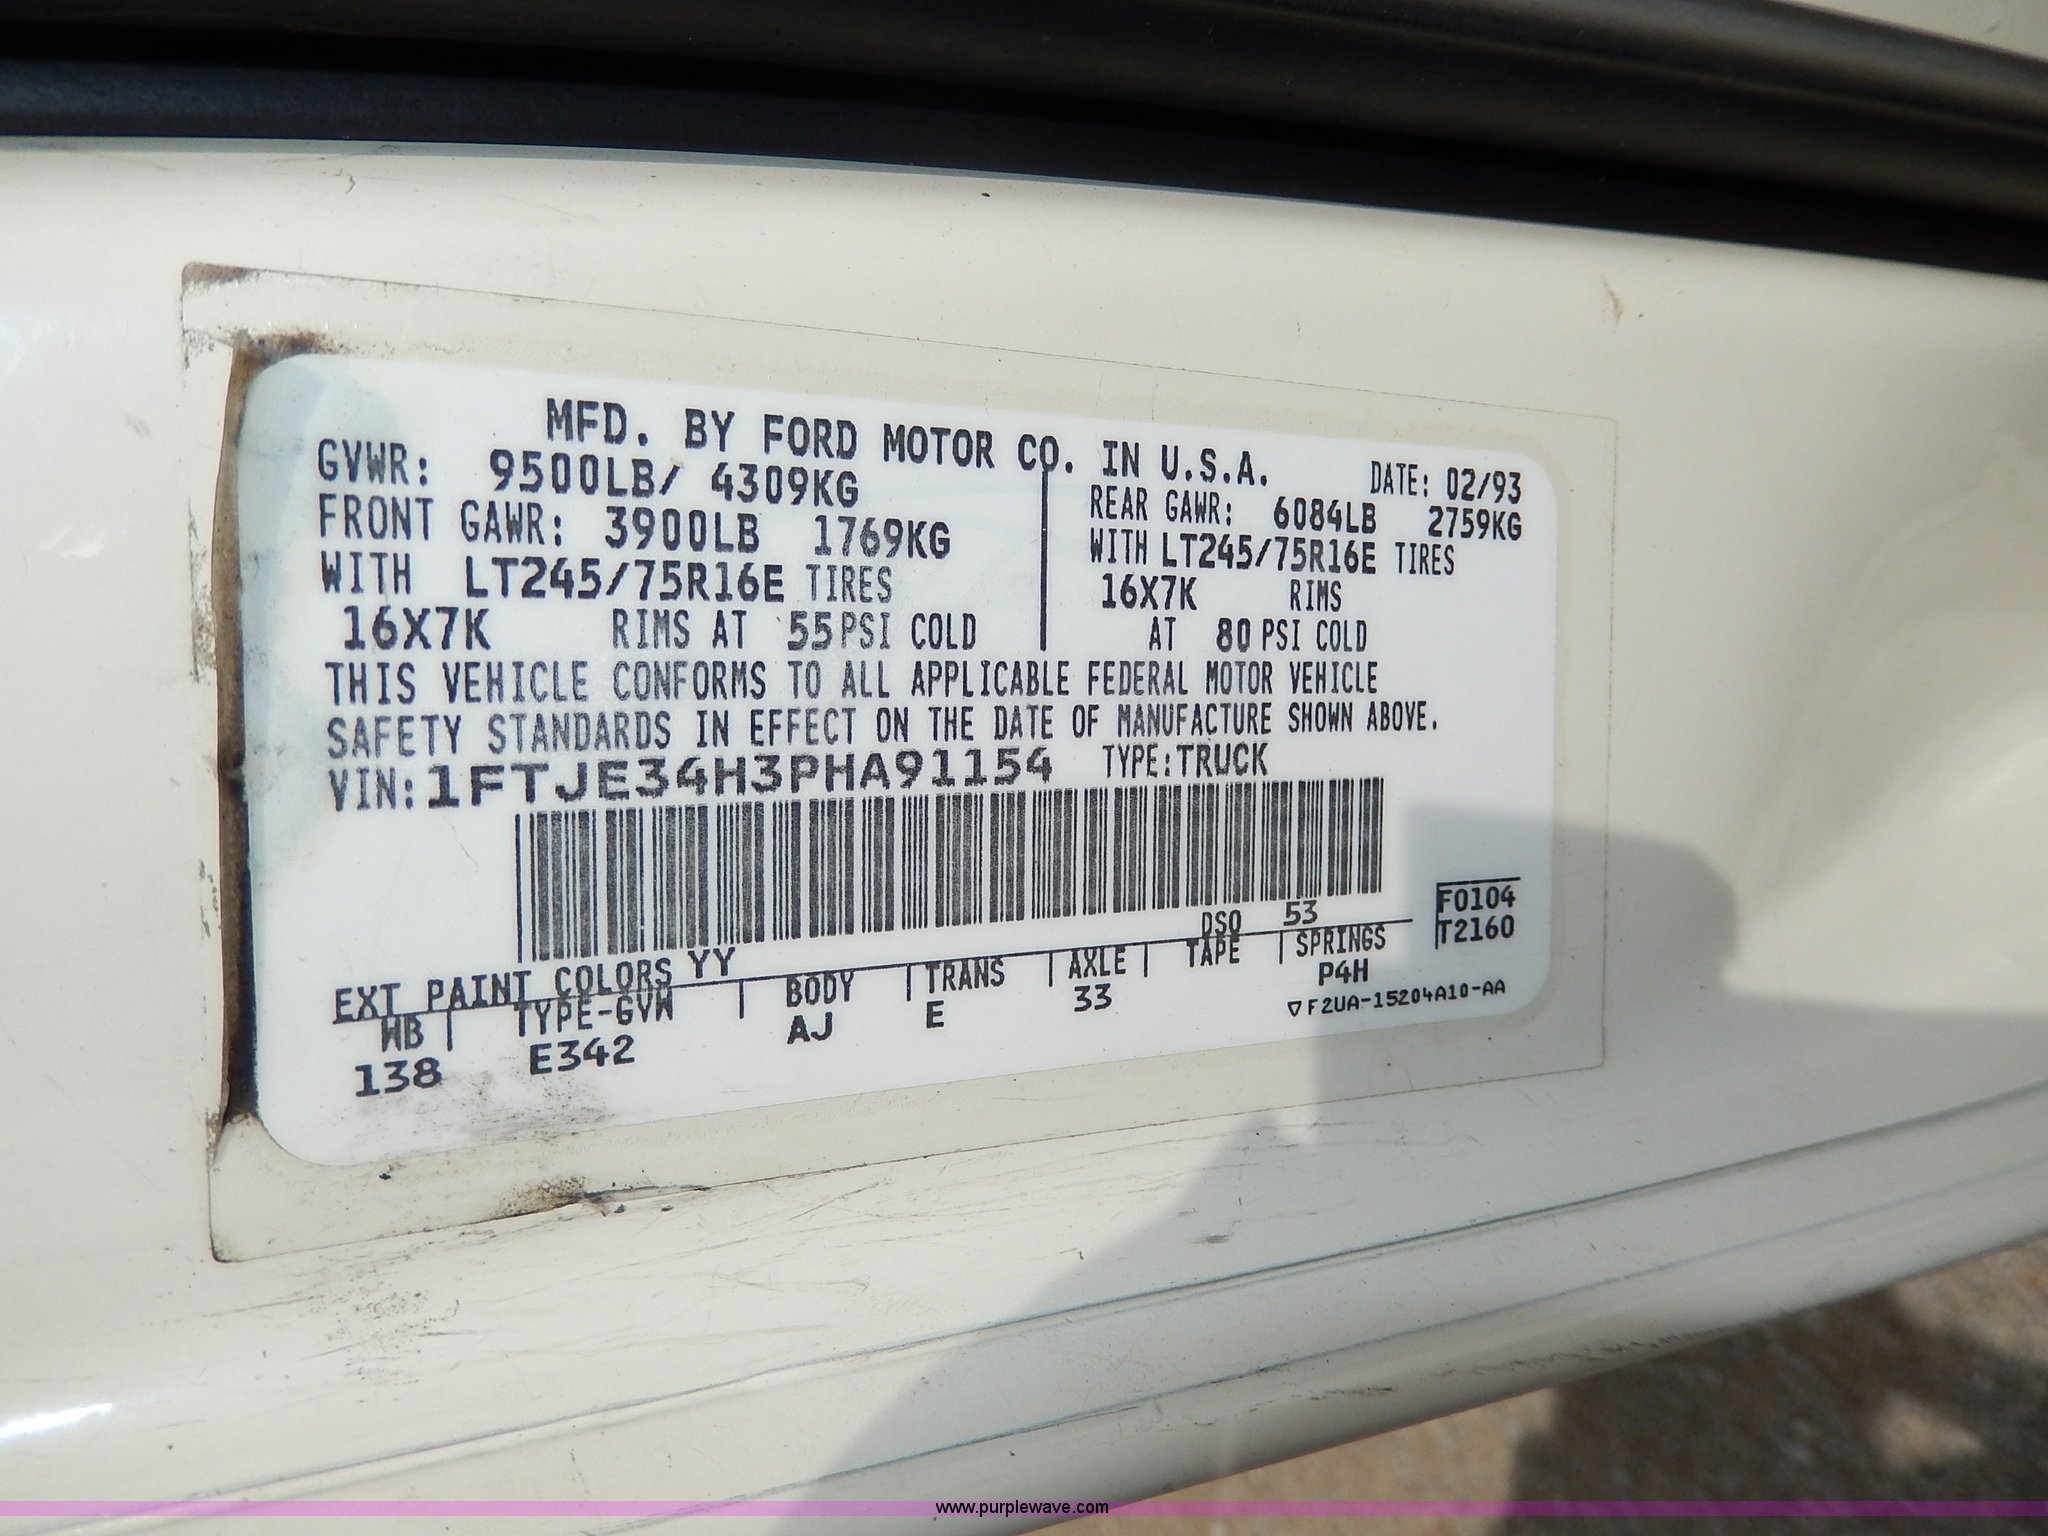 MFD. BY FORD MOTOR CO. IN U.S.A.
GVWR: 9500LB/ 4309KG
DATE: 02/93
FRONT GAWR: 3900LB 1769KG
REAR GAWR: 6084LB 2759KG
WITH LT245/75R16E TIRES
WITH LT245/75R16E TIRES
16X7K RIMS AT 55 PSI COLD
16X7K RIMS
AT 80 PSI COLD
THIS VEHICLE CONFORMS TO ALL APPLICABLE FEDERAL MOTOR VEHICLE
SAFETY STANDARDS IN EFFECT ON THE DATE OF MANUFACTURE SHOWN ABOVE.
VIN: 1FTJE34H3PHA91154 TYPE: TRUCK
F0104
T2160
EXT PAINT COLORS YY DSO 53
WB TYPE-GVW BODY TRANS AXLE TAPE SPRINGS
138 E342 AJ E 33 P4H
▽F2UA-15204A10-AA
www.purplewave.com